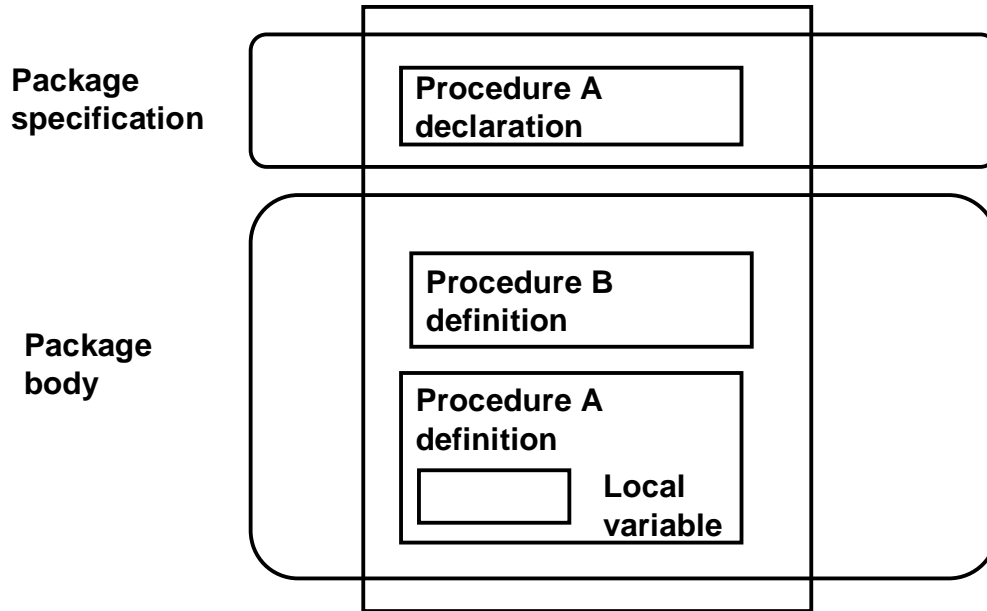 Package
specification
Procedure A
declaration
Procedure B
definition
Package
body
Procedure A
definition
Local
variable